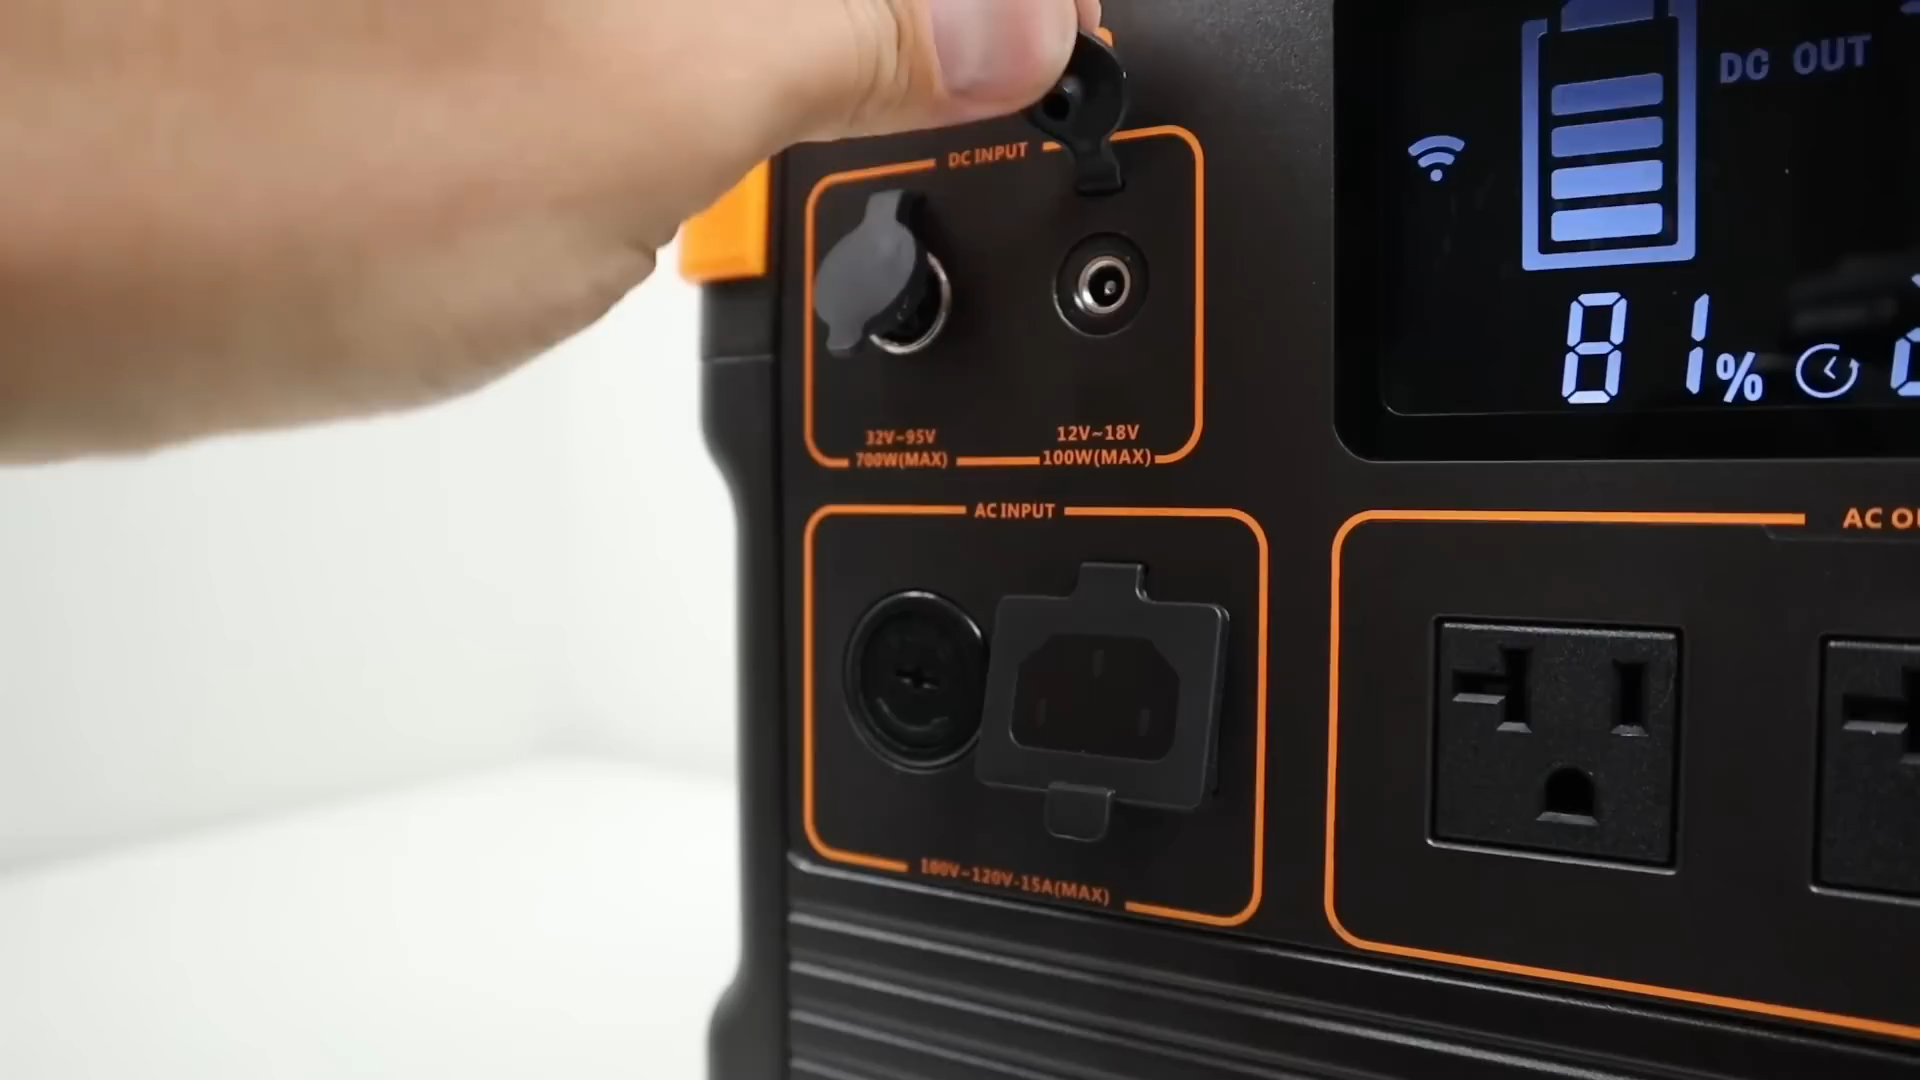 DC OUT
DC INPUT
81%
32V~95V
700W(MAX)
12V~18V
100W(MAX)
AC INPUT
100V~120V-15A(MAX)